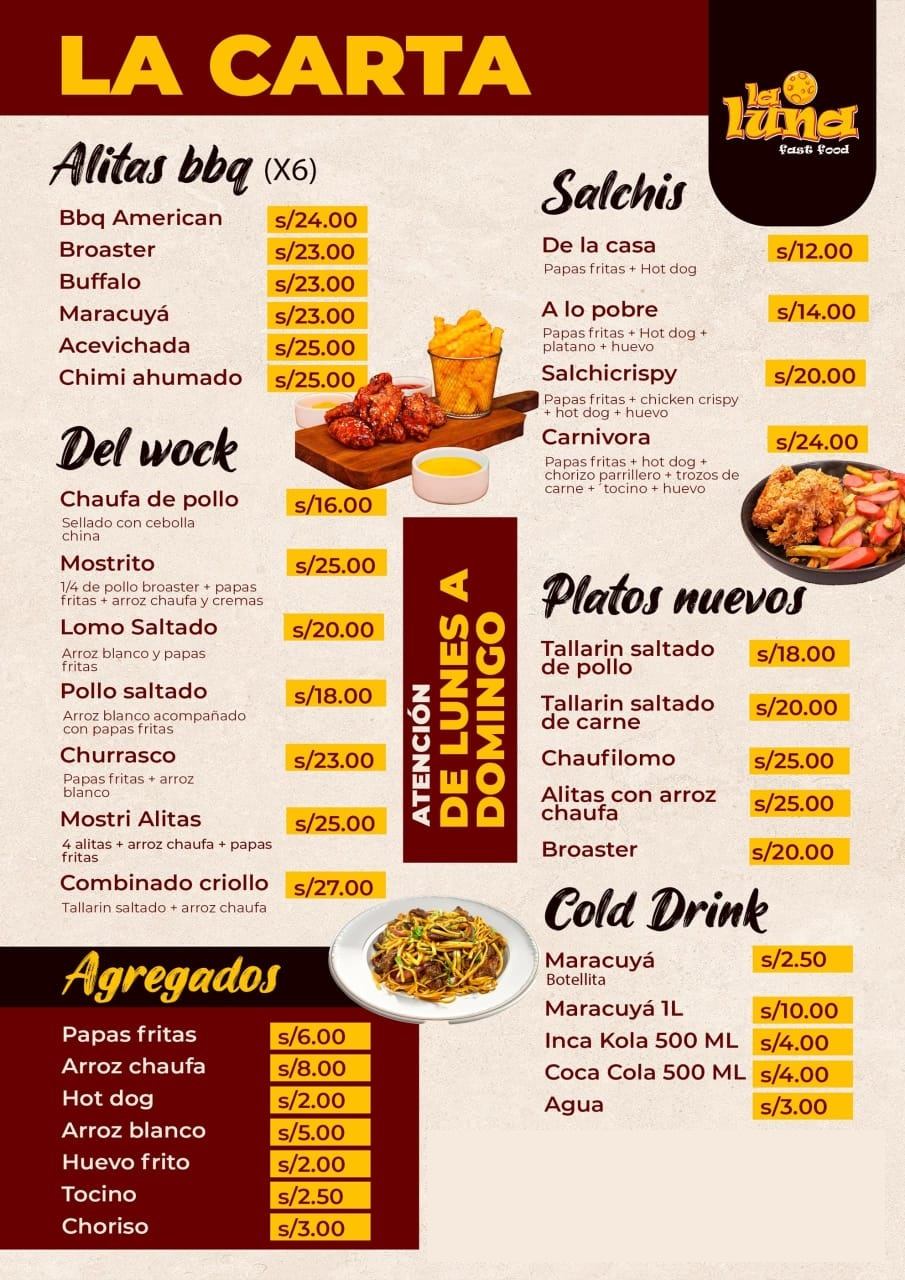 LA CARTA
la
luna
fast food
Alitas bbq (X6)
Bbq American s/24.00
Broaster s/23.00
Buffalo s/23.00
Maracuyá s/23.00
Acevichada s/25.00
Chimi ahumado s/25.00
Del wock
Chaufa de pollo s/16.00
Sellado con cebolla
china
Mostrito s/25.00
1/4 de pollo broaster + papas
fritas + arroz chaufa y cremas
Lomo Saltado s/20.00
Arroz blanco y papas
fritas
Pollo saltado s/18.00
Arroz blanco acompañado
con papas fritas
Churrasco s/23.00
Papas fritas + arroz
blanco
Mostri Alitas s/25.00
4 alitas + arroz chaufa + papas
fritas
Combinado criollo s/27.00
Tallarin saltado + arroz chaufa
Agregados
Papas fritas s/6.00
Arroz chaufa s/8.00
Hot dog s/2.00
Arroz blanco s/5.00
Huevo frito s/2.00
Tocino s/2.50
Choriso s/3.00
ATENCIÓN
DE LUNES A
DOMINGO
Salchis
De la casa s/12.00
Papas fritas + Hot dog
A lo pobre s/14.00
Papas fritas + Hot dog +
platano + huevo
Salchicrispy s/20.00
Papas fritas + chicken crispy
+ hot dog + huevo
Carnivora s/24.00
Papas fritas + hot dog +
chorizo parrillero + trozos de
carne + ´tocino + huevo
Platos nuevos
Tallarin saltado
de pollo s/18.00
Tallarin saltado
de carne s/20.00
Chaufilomo s/25.00
Alitas con arroz
chaufa s/25.00
Broaster s/20.00
Cold Drink
Maracuyá s/2.50
Botellita
Maracuyá 1L s/10.00
Inca Kola 500 ML s/4.00
Coca Cola 500 ML s/4.00
Agua s/3.00